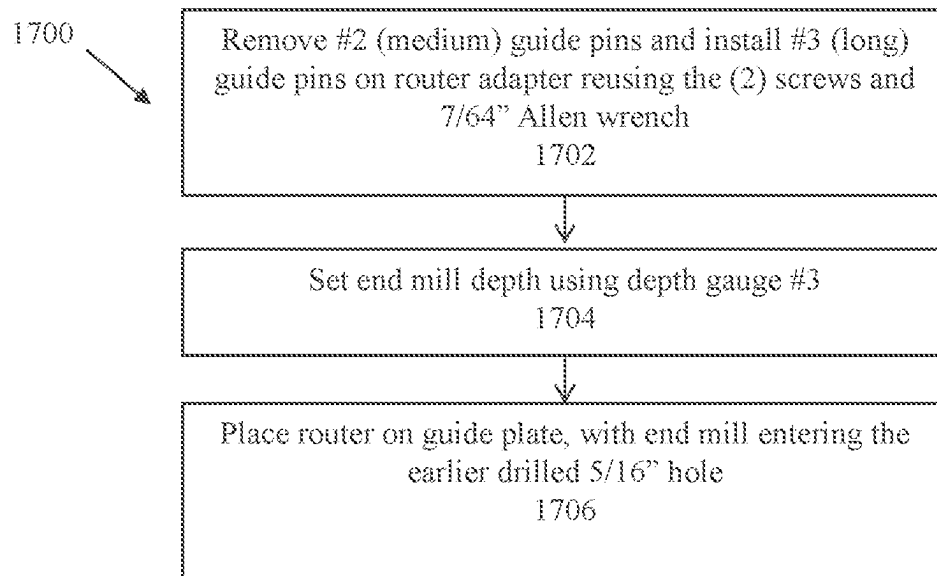 1700
Remove #2 (medium) guide pins and install #3 (long)
guide pins on router adapter reusing the (2) screws and
7/64” Allen wrench
1702
Set end mill depth using depth gauge #3
1704
Place router on guide plate, with end mill entering the
earlier drilled 5/16” hole
1706